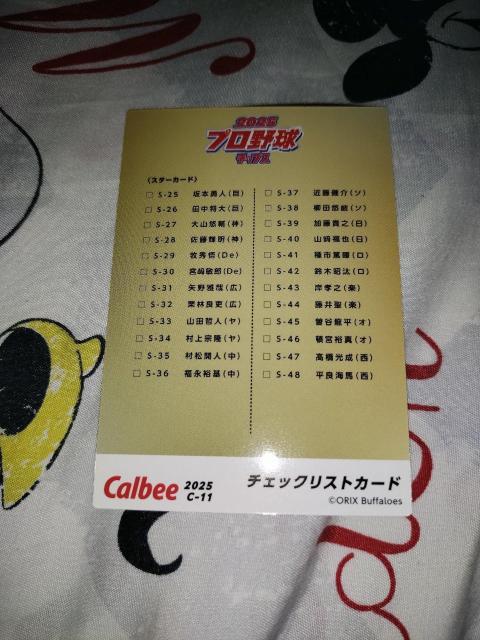 2025
プロ野球
チップス
〈スターカード〉
□ S-25 坂本勇人(巨)
□ S-26 田中将大(巨)
□ S-27 大山悠輔(神)
□ S-28 佐藤輝明(神)
□ S-29 牧秀悟(De)
□ S-30 宮﨑敏郎(De)
□ S-31 矢野雅哉(広)
□ S-32 栗林良吏(広)
□ S-33 山田哲人(ヤ)
□ S-34 村上宗隆(ヤ)
□ S-35 村松開人(中)
□ S-36 福永裕基(中)
□ S-37 近藤健介(ソ)
□ S-38 柳田悠岐(ソ)
□ S-39 加藤貴之(日)
□ S-40 山﨑福也(日)
□ S-41 種市篤暉(ロ)
□ S-42 鈴木昭汰(ロ)
□ S-43 岸孝之(楽)
□ S-44 藤井聖(楽)
□ S-45 曽谷龍平(オ)
□ S-46 頓宮裕真(オ)
□ S-47 髙橋光成(西)
□ S-48 平良海馬(西)
Calbee 2025
C-11
チェックリストカード
©ORIX Buffaloes